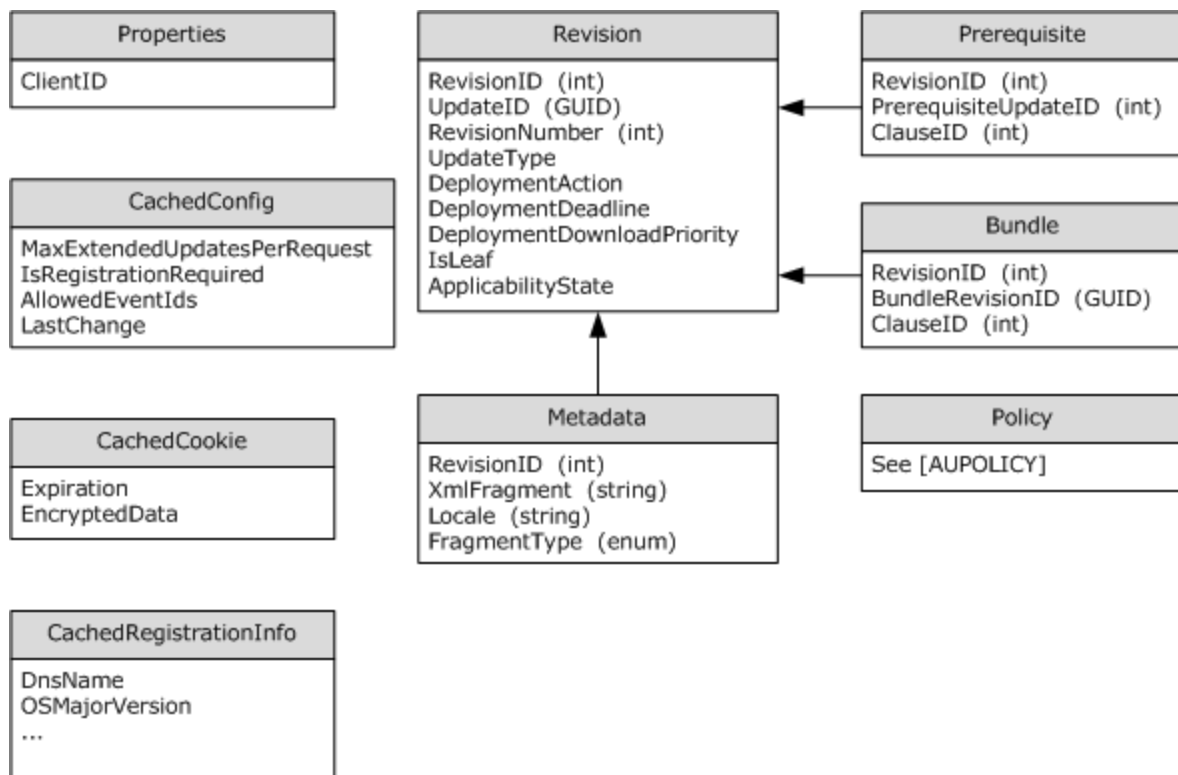 Properties
ClientID
CachedConfig
MaxExtendedUpdatesPerRequest
IsRegistrationRequired
AllowedEventIds
LastChange
CachedCookie
Expiration
EncryptedData
CachedRegistrationInfo
DnsName
OSMajorVersion
...
Revision
RevisionID (int)
UpdateID (GUID)
RevisionNumber (int)
UpdateType
DeploymentAction
DeploymentDeadline
DeploymentDownloadPriority
IsLeaf
ApplicabilityState
Metadata
RevisionID (int)
XmlFragment (string)
Locale (string)
FragmentType (enum)
Prerequisite
RevisionID (int)
PrerequisiteUpdateID (int)
ClauseID (int)
Bundle
RevisionID (int)
BundleRevisionID (GUID)
ClauseID (int)
Policy
See [AUPOLICY]